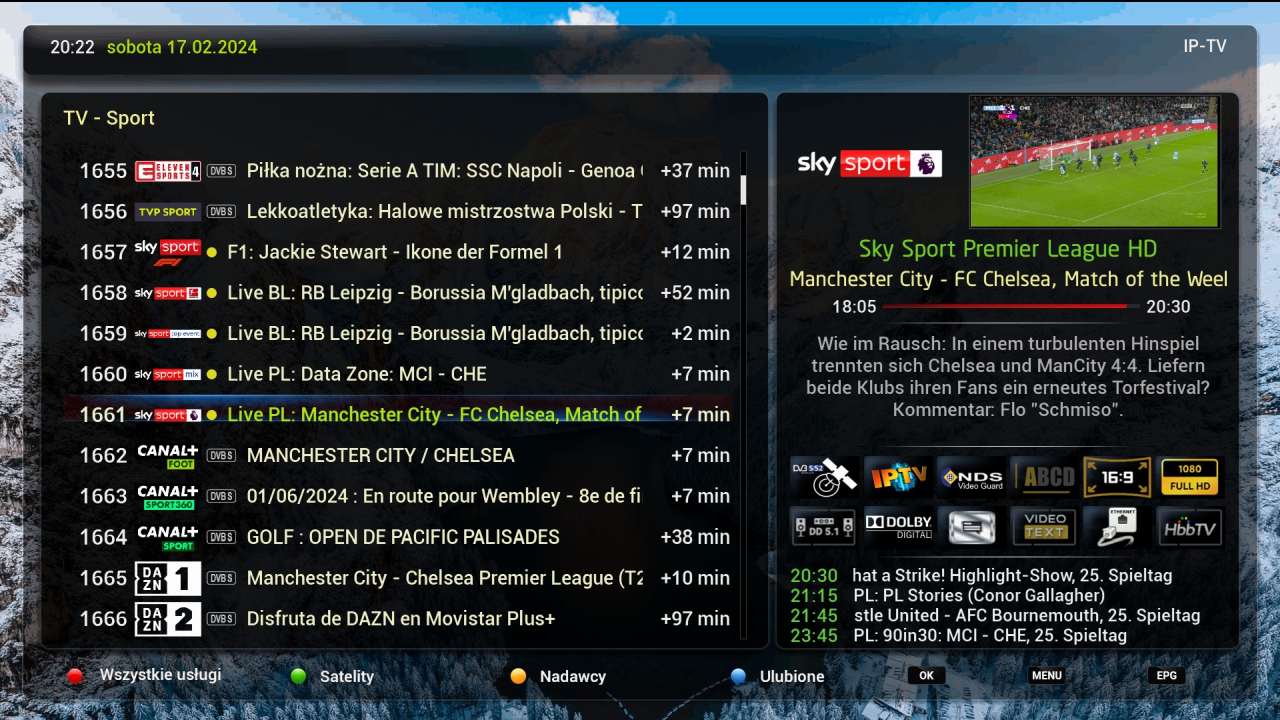 20:22 sobota 17.02.2024
IP-TV
TV - Sport
1655 ELEVEN SPORTS 4 DVB S Piłka nożna: Serie A TIM: SSC Napoli - Genoa +37 min
1656 TVP SPORT DVB S Lekkoatletyka: Halowe mistrzostwa Polski - T +97 min
1657 sky sport F1 F1: Jackie Stewart - Ikone der Formel 1 +12 min
1658 sky sport Live BL: RB Leipzig - Borussia M'gladbach, tipico +52 min
1659 sky sport top event Live BL: RB Leipzig - Borussia M'gladbach, tipico +2 min
1660 sky sport mix Live PL: Data Zone: MCI - CHE +7 min
1661 sky sport Live PL: Manchester City - FC Chelsea, Match of +7 min
1662 CANAL+ FOOT DVB S MANCHESTER CITY / CHELSEA +7 min
1663 CANAL+ SPORT360 DVB S 01/06/2024 : En route pour Wembley - 8e de fi +7 min
1664 CANAL+ SPORT DVB S GOLF : OPEN DE PACIFIC PALISADES +38 min
1665 DAZN 1 DVB S Manchester City - Chelsea Premier League (T2 +10 min
1666 DAZN 2 DVB S Disfruta de DAZN en Movistar Plus+ +97 min
sky sport
Sky Sport Premier League HD
Manchester City - FC Chelsea, Match of the Weel
18:05 20:30
Wie im Rausch: In einem turbulenten Hinspiel
trennten sich Chelsea und ManCity 4:4. Liefern
beide Klubs ihren Fans ein erneutes Torfestival?
Kommentar: Flo "Schmiso".
DVB-S/S2 IPTV NDS Video Guard ABCD 16:9 1080 FULL HD
DD 5.1 DOLBY DIGITAL VIDEO TEXT ETHERNET HbbTV
20:30 hat a Strike! Highlight-Show, 25. Spieltag
21:15 PL: PL Stories (Conor Gallagher)
21:45 stle United - AFC Bournemouth, 25. Spieltag
23:45 PL: 90in30: MCI - CHE, 25. Spieltag
Wszystkie usługi Satelity Nadawcy Ulubione OK MENU EPG